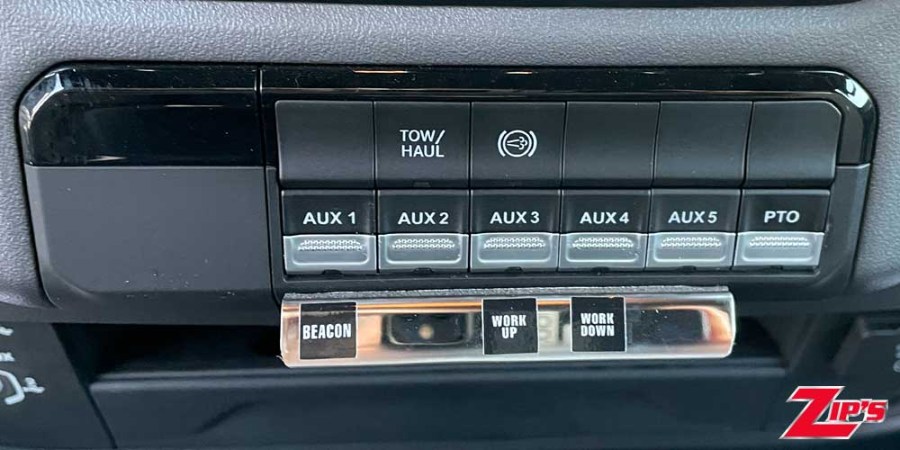 TOW/
HAUL
AUX 1 AUX 2 AUX 3 AUX 4 AUX 5 PTO
BEACON
WORK
UP
WORK
DOWN
ZIP'S